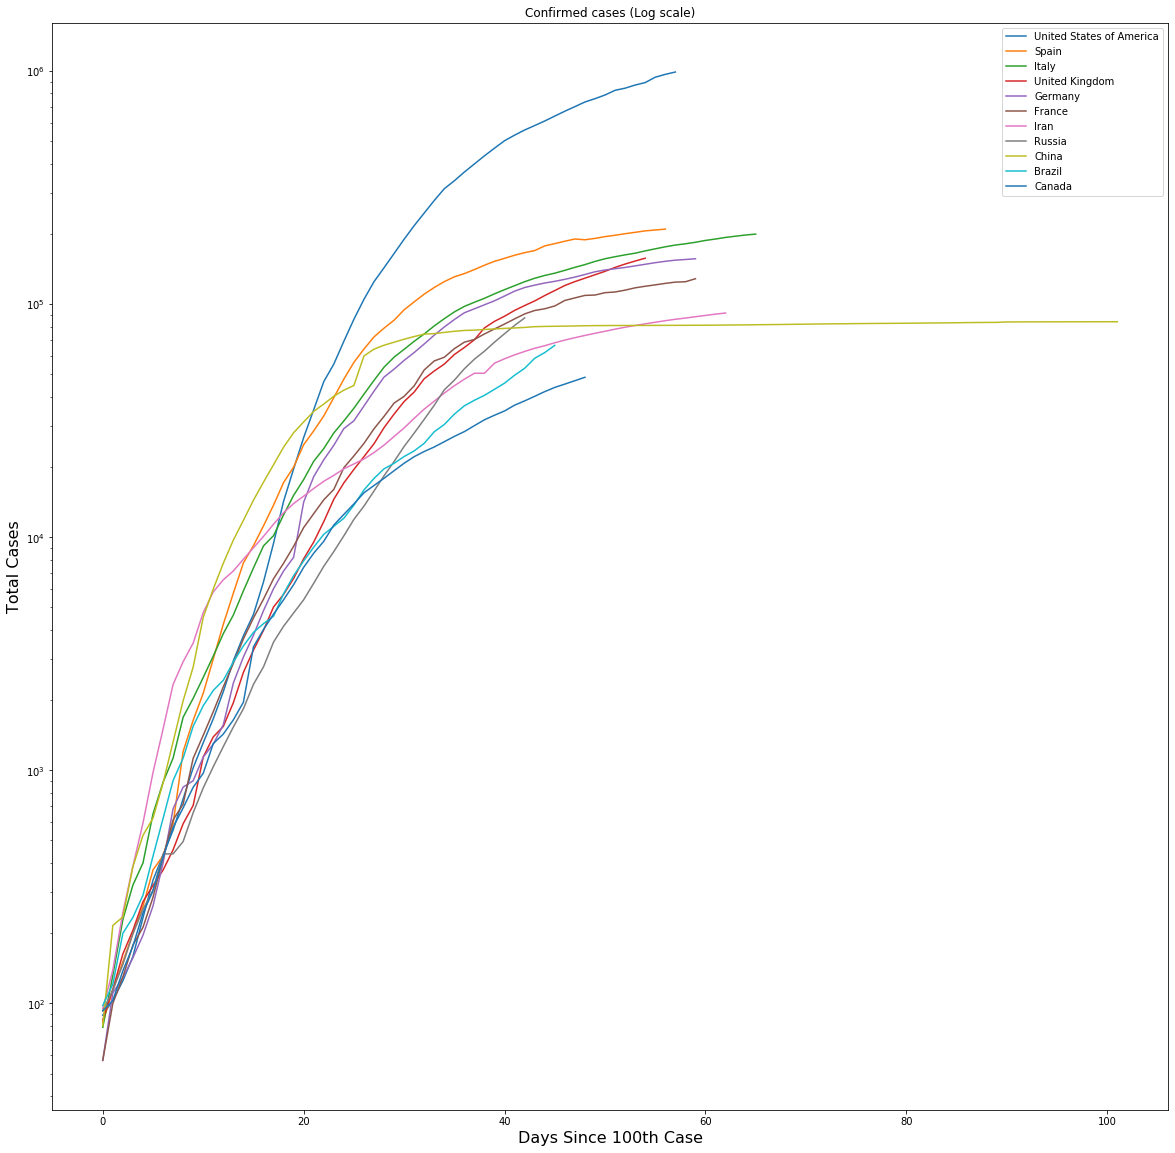 Confirmed cases (Log scale)
United States of America
Spain
Italy
United Kingdom
Germany
France
Iran
Russia
China
Brazil
Canada
Total Cases
10⁶
10⁵
10⁴
10³
10²
0 20 40 60 80 100
Days Since 100th Case